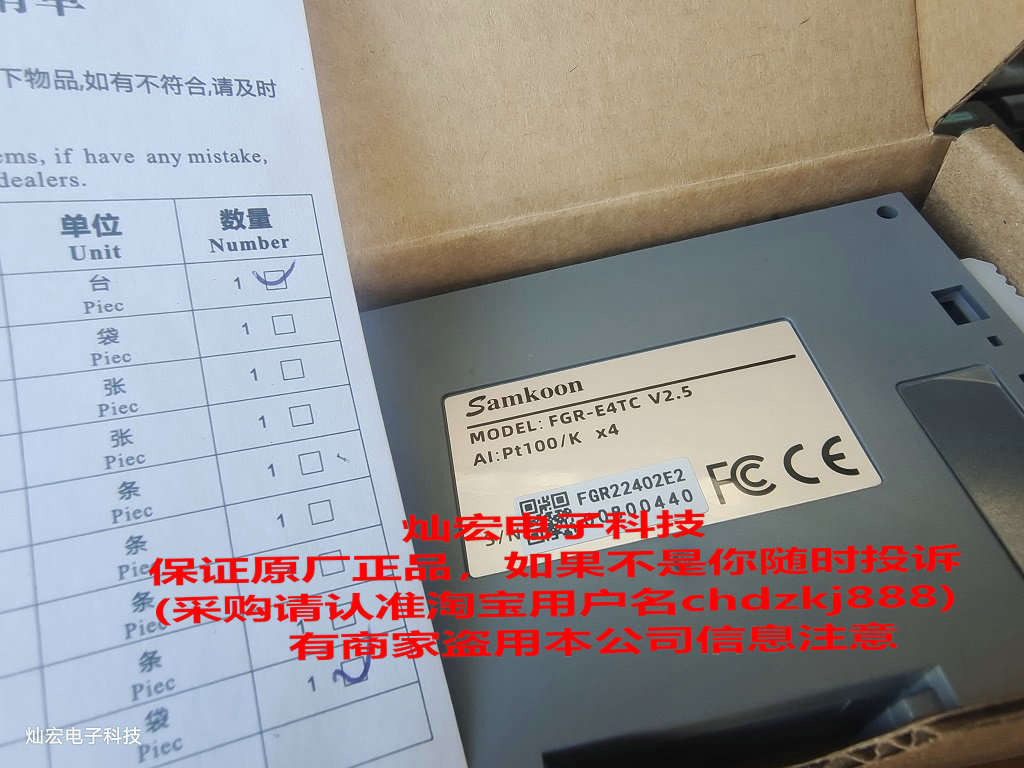 下物品,如有不符合,请及时
ems, if have any mistake,
dealers.
单位 数量
Unit Number
台 1
Piec
袋 1
Piec
张 1
Piec
张 1
Piec
条 1
Piec
条 1
Pie
条
Piec
条 1
Piec
袋
Piec
Samkoon
MODEL: FGR-E4TC V2.5
AI:Pt100/K x4
FGR22402E2
S/N
0800440
FC CE
灿宏电子科技
保证原厂正品，如果不是你随时投诉
(采购请认准淘宝用户名chdzkj888)
有商家盗用本公司信息注意
灿宏电子科技